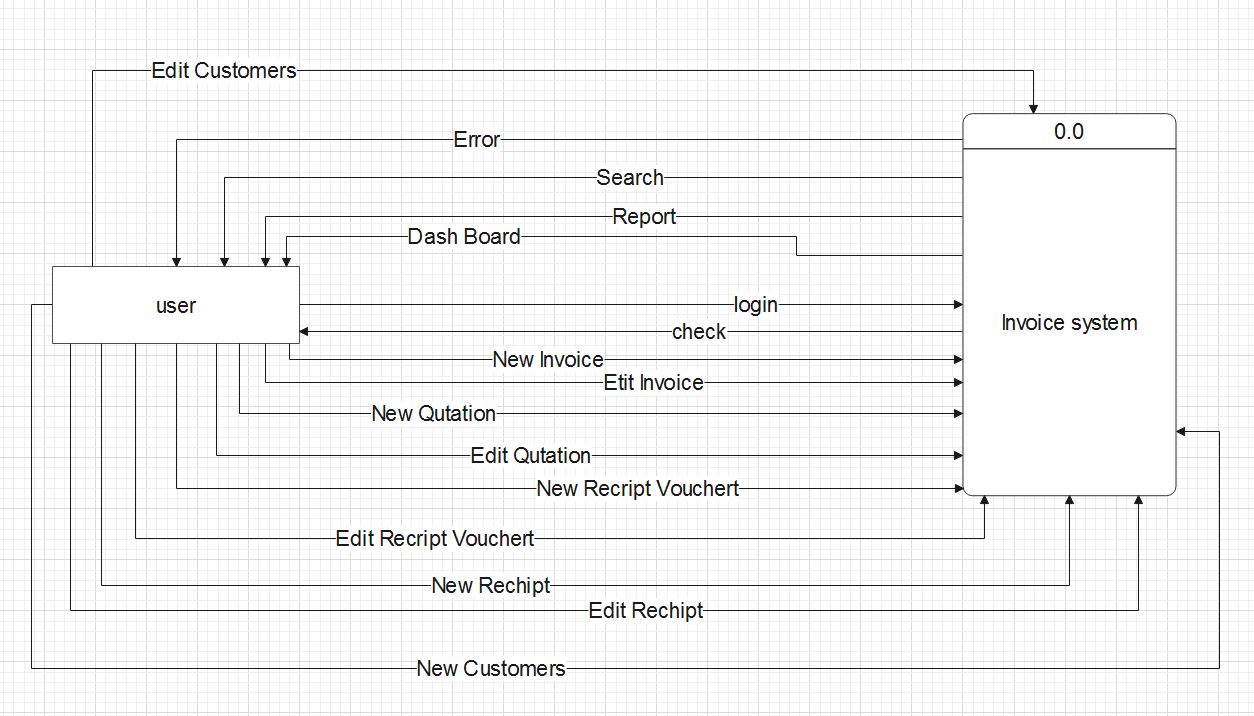 Edit Customers
0.0
Error
Search
Report
Dash Board
user
login
Invoice system
check
New Invoice
Etit Invoice
New Qutation
Edit Qutation
New Recript Vouchert
Edit Recript Vouchert
New Rechipt
Edit Rechipt
New Customers